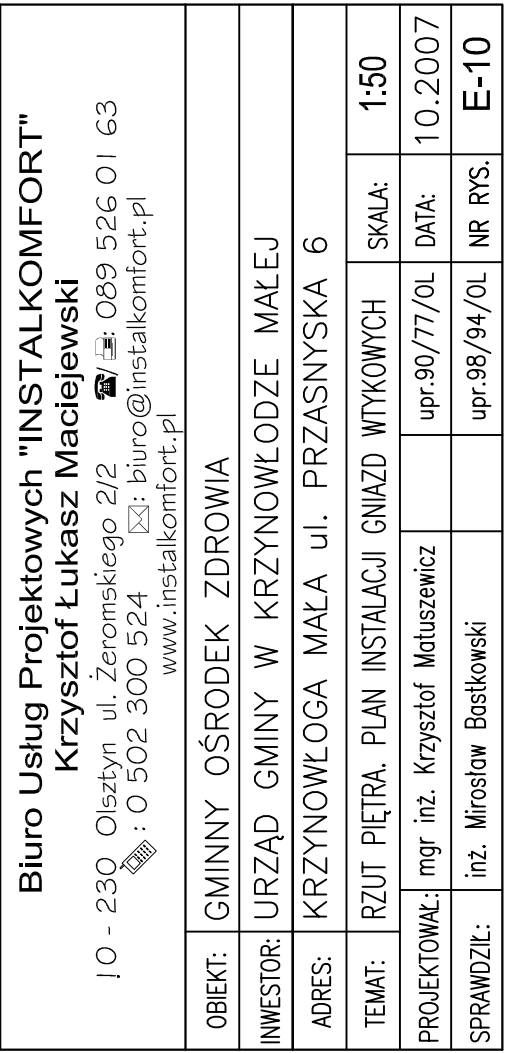 Biuro Usług Projektowych "INSTALKOMFORT"
Krzysztof Łukasz Maciejewski
10 - 230 Olsztyn ul. Żeromskiego 2/2 ☎/🖷: 089 526 01 63
: 0 502 300 524 ✉: biuro@instalkomfort.pl
www.instalkomfort.pl
OBIEKT: GMINNY OŚRODEK ZDROWIA
INWESTOR: URZĄD GMINY W KRZYNOWŁODZE MAŁEJ
ADRES: KRZYNOWŁOGA MAŁA ul. PRZASNYSKA 6
TEMAT: RZUT PIĘTRA. PLAN INSTALACJI GNIAZD WTYKOWYCH SKALA: 1:50
PROJEKTOWAŁ: mgr inż. Krzysztof Matuszewicz upr.90/77/OL DATA: 10.2007
SPRAWDZIŁ: inż. Mirosław Bastkowski upr.98/94/OL NR RYS. E-10